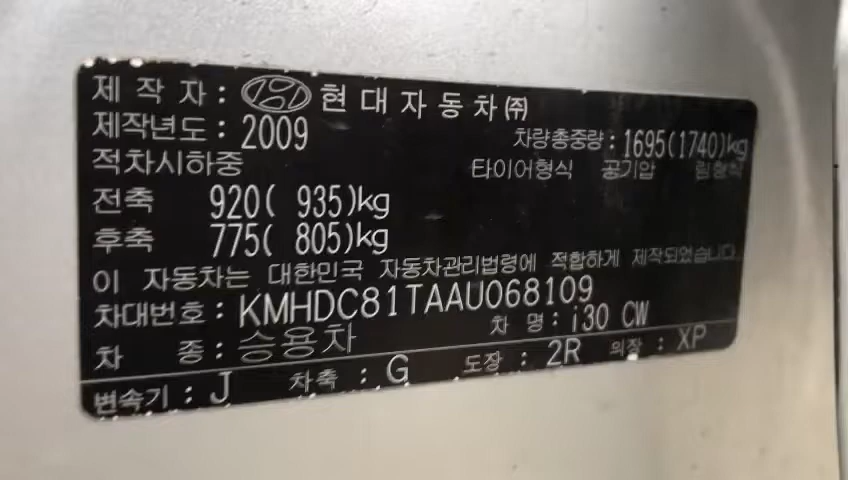 제 작 자 : 현 대 자 동 차 ㈜
제작년도 : 2009 차량총중량 : 1695(1740)kg
적차시하중 타이어형식 공기압 림형식
전축 920( 935)kg
후축 775( 805)kg
이 자동차는 대한민국 자동차관리법령에 적합하게 제작되었습니다.
차대번호 : KMHDC81TAAU068109
차 종 : 승용차 차 명 : i30 CW
변속기 : J 차축 : G 도장 : 2R 의장 : XP